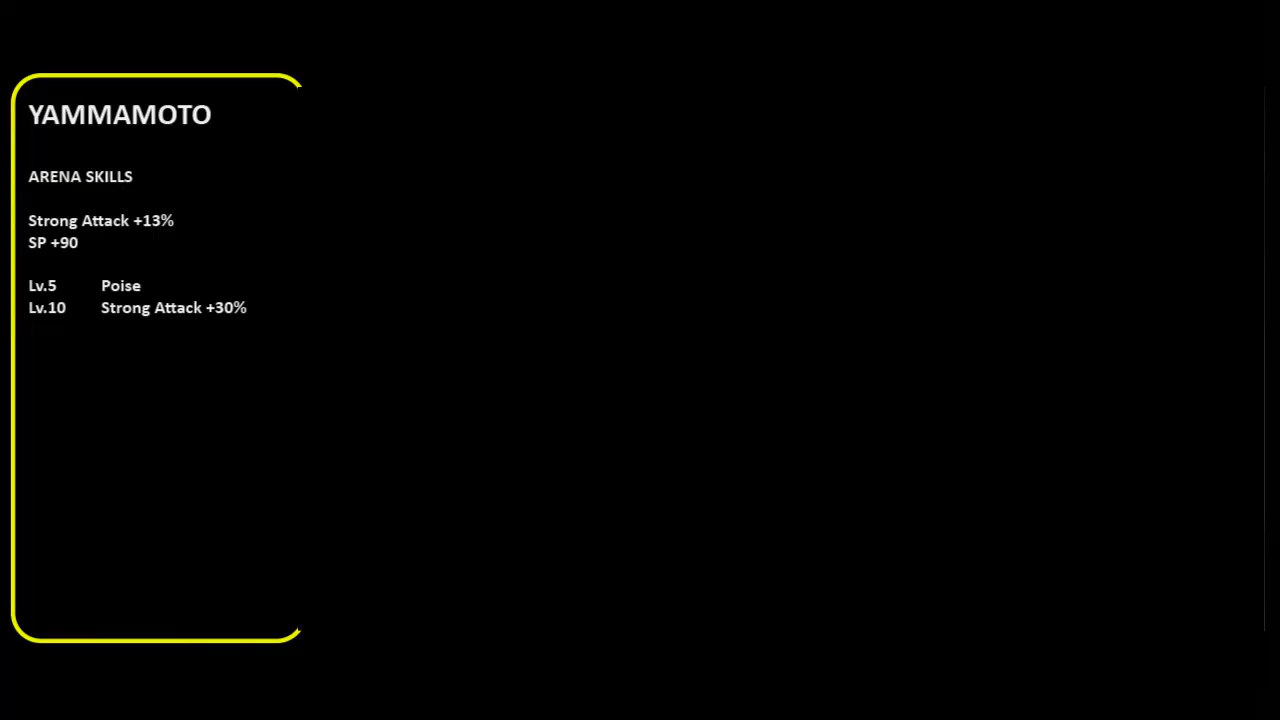 YAMMAMOTO
ARENA SKILLS
Strong Attack +13%
SP +90
Lv.5 Poise
Lv.10 Strong Attack +30%